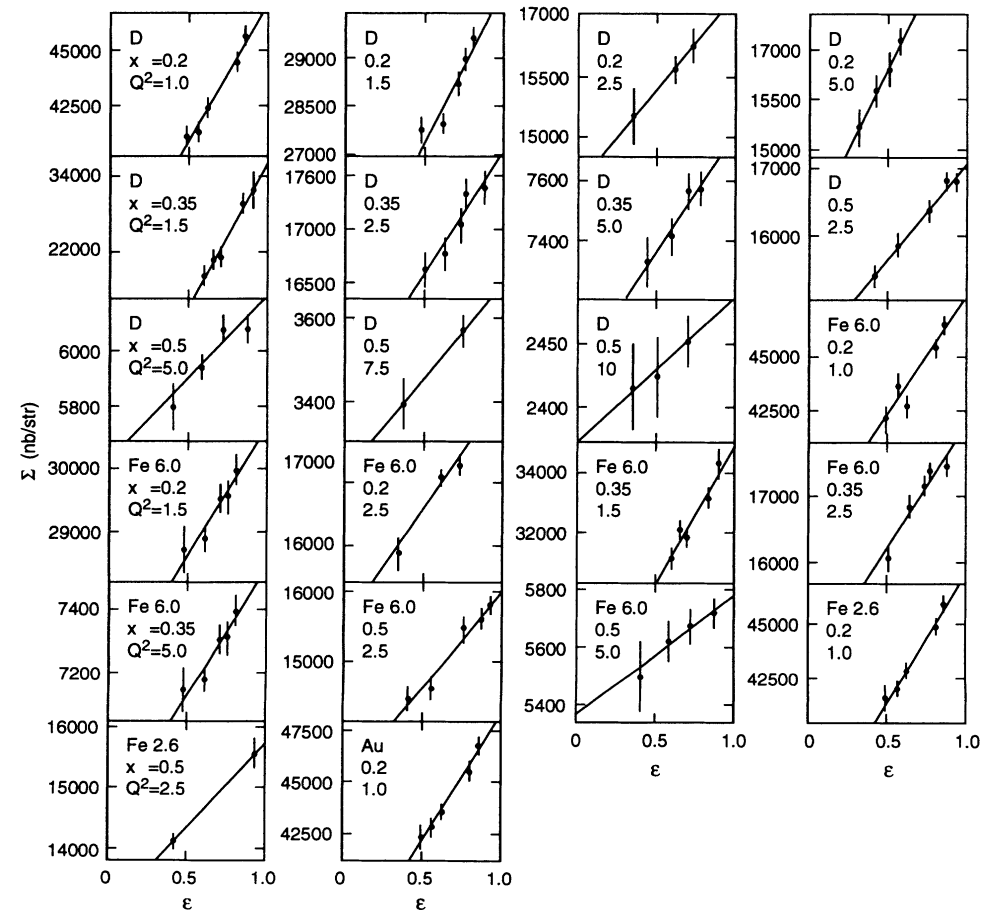 Σ (nb/str)
45000
42500
D
x =0.2
Q²=1.0
29000
28500
27000
D
0.2
1.5
17000
15500
15000
D
0.2
2.5
17000
15500
15000
D
0.2
5.0
34000
22000
D
x =0.35
Q²=1.5
17600
17000
16500
D
0.35
2.5
7600
7400
D
0.35
5.0
17000
16000
D
0.5
2.5
6000
5800
D
x =0.5
Q²=5.0
3600
3400
D
0.5
7.5
2450
2400
D
0.5
10
45000
42500
Fe 6.0
0.2
1.0
30000
29000
Fe 6.0
x =0.2
Q²=1.5
17000
16000
Fe 6.0
0.2
2.5
34000
32000
Fe 6.0
0.35
1.5
17000
16000
Fe 6.0
0.35
2.5
7400
7200
Fe 6.0
x =0.35
Q²=5.0
16000
15000
Fe 6.0
0.5
2.5
5800
5600
5400
Fe 6.0
0.5
5.0
0 0.5 1.0
ε
45000
42500
Fe 2.6
0.2
1.0
0 0.5 1.0
ε
16000
15000
14000
Fe 2.6
x =0.5
Q²=2.5
0 0.5 1.0
ε
47500
45000
42500
Au
0.2
1.0
0 0.5 1.0
ε